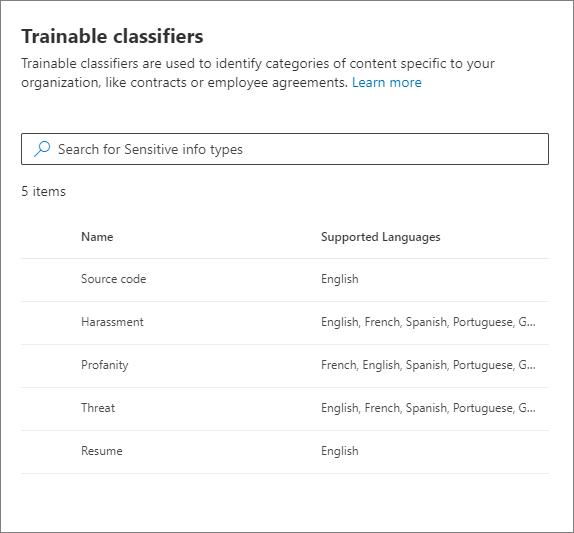 Trainable classifiers
Trainable classifiers are used to identify categories of content specific to your
organization, like contracts or employee agreements. Learn more
Search for Sensitive info types
5 items
Name Supported Languages
Source code English
Harassment English, French, Spanish, Portuguese, G...
Profanity French, English, Spanish, Portuguese, G...
Threat English, French, Spanish, Portuguese, G...
Resume English